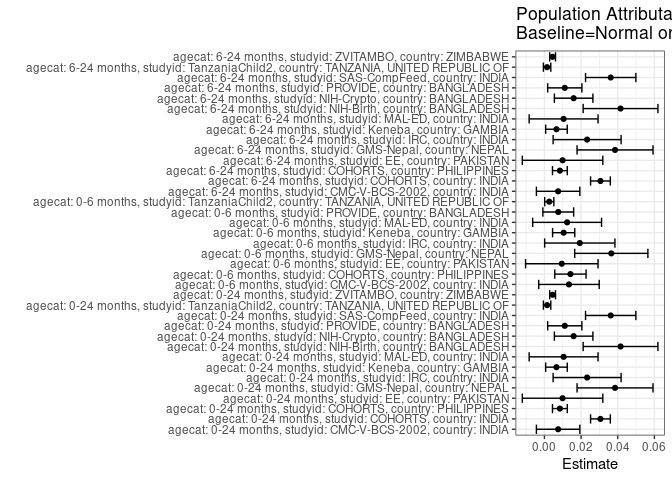 Population Attributa
Baseline=Normal or
agecat: 6-24 months, studyid: ZVITAMBO, country: ZIMBABWE
agecat: 6-24 months, studyid: TanzaniaChild2, country: TANZANIA, UNITED REPUBLIC OF
agecat: 6-24 months, studyid: SAS-CompFeed, country: INDIA
agecat: 6-24 months, studyid: PROVIDE, country: BANGLADESH
agecat: 6-24 months, studyid: NIH-Crypto, country: BANGLADESH
agecat: 6-24 months, studyid: NIH-Birth, country: BANGLADESH
agecat: 6-24 months, studyid: MAL-ED, country: INDIA
agecat: 6-24 months, studyid: Keneba, country: GAMBIA
agecat: 6-24 months, studyid: IRC, country: INDIA
agecat: 6-24 months, studyid: GMS-Nepal, country: NEPAL
agecat: 6-24 months, studyid: EE, country: PAKISTAN
agecat: 6-24 months, studyid: COHORTS, country: PHILIPPINES
agecat: 6-24 months, studyid: COHORTS, country: INDIA
agecat: 6-24 months, studyid: CMC-V-BCS-2002, country: INDIA
agecat: 0-6 months, studyid: TanzaniaChild2, country: TANZANIA, UNITED REPUBLIC OF
agecat: 0-6 months, studyid: PROVIDE, country: BANGLADESH
agecat: 0-6 months, studyid: MAL-ED, country: INDIA
agecat: 0-6 months, studyid: Keneba, country: GAMBIA
agecat: 0-6 months, studyid: IRC, country: INDIA
agecat: 0-6 months, studyid: GMS-Nepal, country: NEPAL
agecat: 0-6 months, studyid: EE, country: PAKISTAN
agecat: 0-6 months, studyid: COHORTS, country: PHILIPPINES
agecat: 0-6 months, studyid: CMC-V-BCS-2002, country: INDIA
agecat: 0-24 months, studyid: ZVITAMBO, country: ZIMBABWE
agecat: 0-24 months, studyid: TanzaniaChild2, country: TANZANIA, UNITED REPUBLIC OF
agecat: 0-24 months, studyid: SAS-CompFeed, country: INDIA
agecat: 0-24 months, studyid: PROVIDE, country: BANGLADESH
agecat: 0-24 months, studyid: NIH-Crypto, country: BANGLADESH
agecat: 0-24 months, studyid: NIH-Birth, country: BANGLADESH
agecat: 0-24 months, studyid: MAL-ED, country: INDIA
agecat: 0-24 months, studyid: Keneba, country: GAMBIA
agecat: 0-24 months, studyid: IRC, country: INDIA
agecat: 0-24 months, studyid: GMS-Nepal, country: NEPAL
agecat: 0-24 months, studyid: EE, country: PAKISTAN
agecat: 0-24 months, studyid: COHORTS, country: PHILIPPINES
agecat: 0-24 months, studyid: COHORTS, country: INDIA
agecat: 0-24 months, studyid: CMC-V-BCS-2002, country: INDIA
0.00 0.02 0.04 0.06
Estimate